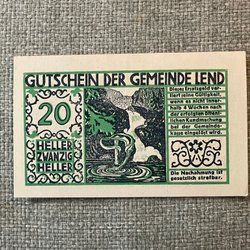 GUTSCHEIN DER GEMEINDE LEND
20
HELLER
ZWANZIG
HELLER
Dieses Ersatzgeld ver-
liert seine Gültigkeit,
wenn es nicht inner-
halb 4 Wochen nach
der erfolgten öffent-
lichen Kundmachung
bei der Gemeinde-
kasse eingelöst wird.
Die Nachahmung ist
gesetzlich strafbar.